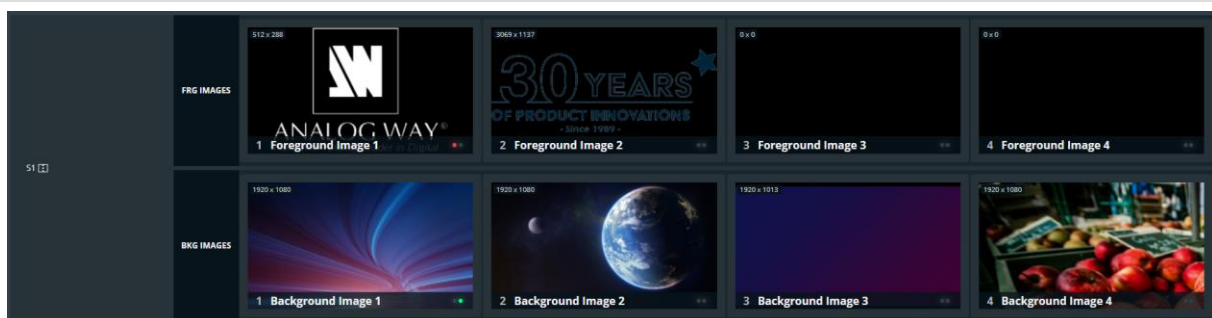 S1
FRG IMAGES
512 x 288
ANALOG WAY®
1 Foreground Image 1
3069 x 1137
30 YEARS
OF PRODUCT INNOVATIONS
- Since 1989 -
2 Foreground Image 2
0 x 0
3 Foreground Image 3
0 x 0
4 Foreground Image 4
BKG IMAGES
1920 x 1080
1 Background Image 1
1920 x 1080
2 Background Image 2
1920 x 1013
3 Background Image 3
1920 x 1080
4 Background Image 4